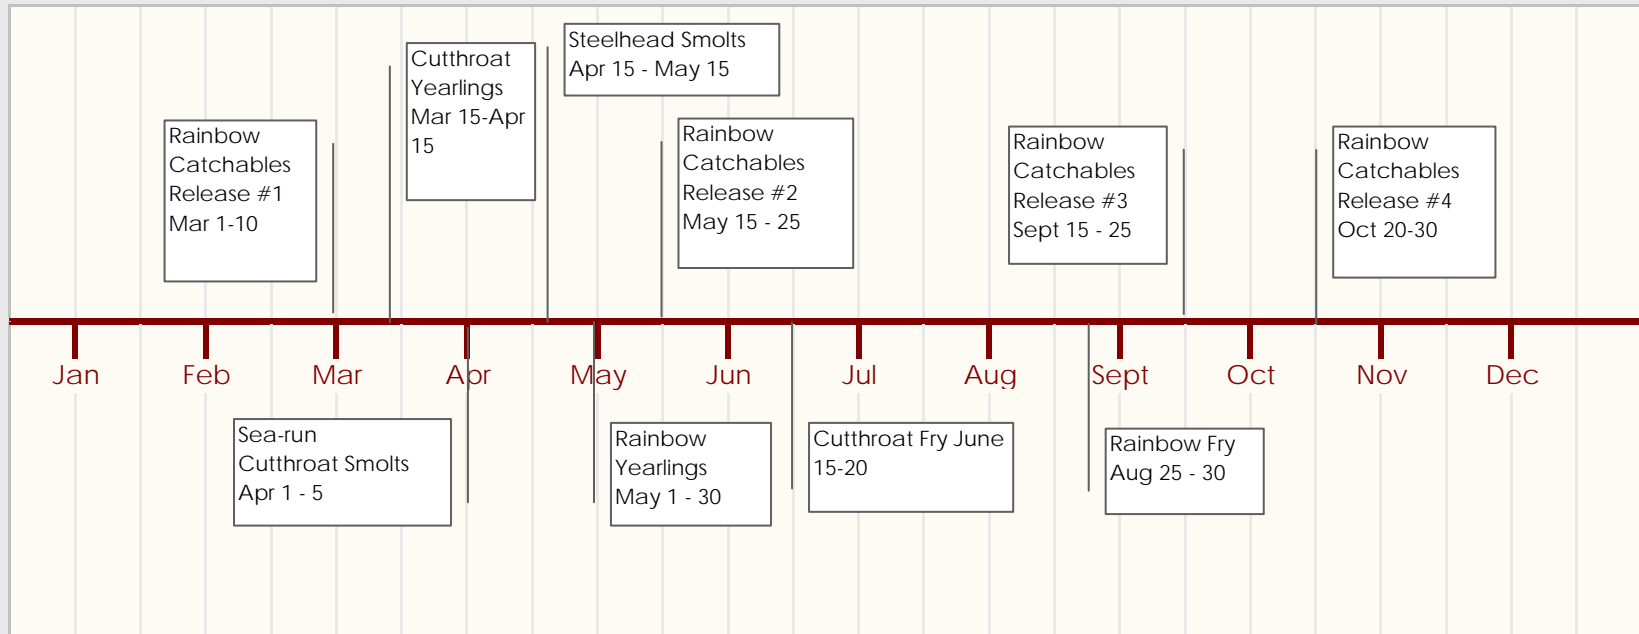 Steelhead Smolts
Apr 15 - May 15
Cutthroat
Yearlings
Mar 15-Apr
15
Rainbow
Catchables
Release #1
Mar 1-10
Rainbow
Catchables
Release #2
May 15 - 25
Rainbow
Catchables
Release #3
Sept 15 - 25
Rainbow
Catchables
Release #4
Oct 20-30
Jan Feb Mar Apr May Jun Jul Aug Sept Oct Nov Dec
Sea-run
Cutthroat Smolts
Apr 1 - 5
Rainbow
Yearlings
May 1 - 30
Cutthroat Fry June
15-20
Rainbow Fry
Aug 25 - 30